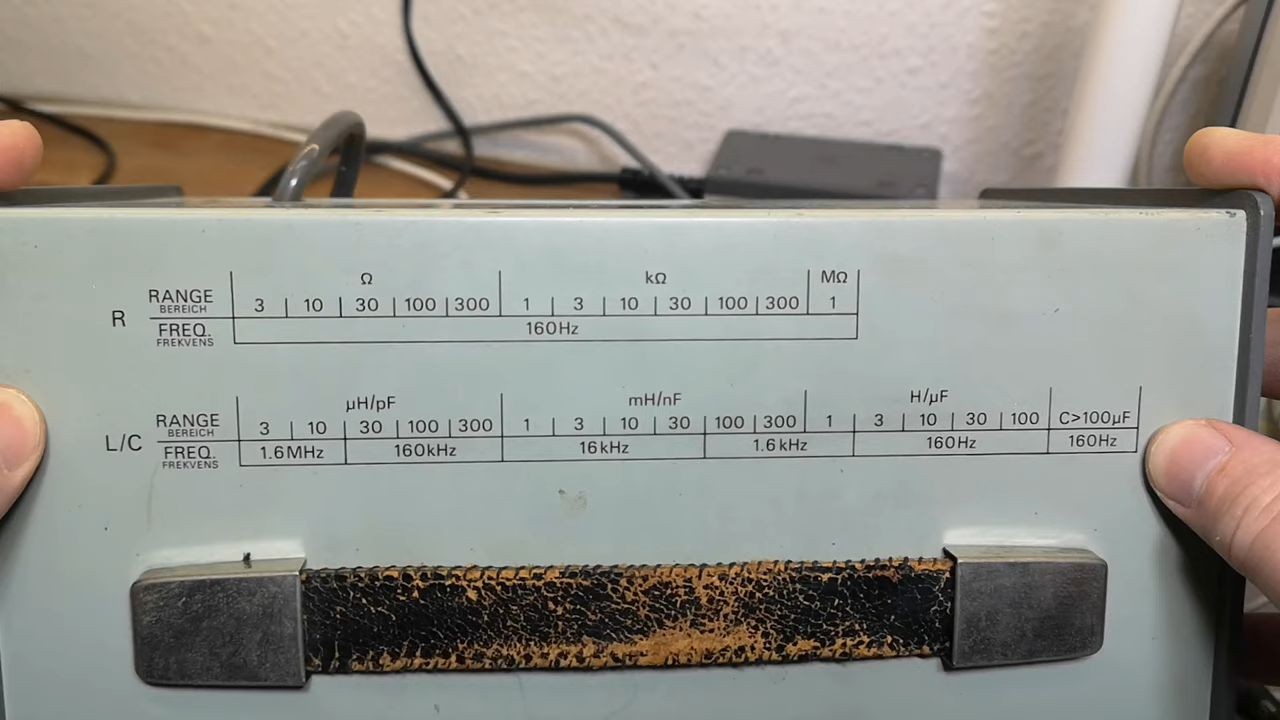 Ω kΩ MΩ
RANGE 3 10 30 100 300 1 3 10 30 100 300 1
BEREICH
R
FREQ. 160Hz
FREKVENS
µH/pF mH/nF H/µF
RANGE 3 10 30 100 300 1 3 10 30 100 300 1 3 10 30 100 C>100µF
BEREICH
L/C
FREQ. 1.6MHz 160kHz 16kHz 1.6kHz 160Hz 160Hz
FREKVENS